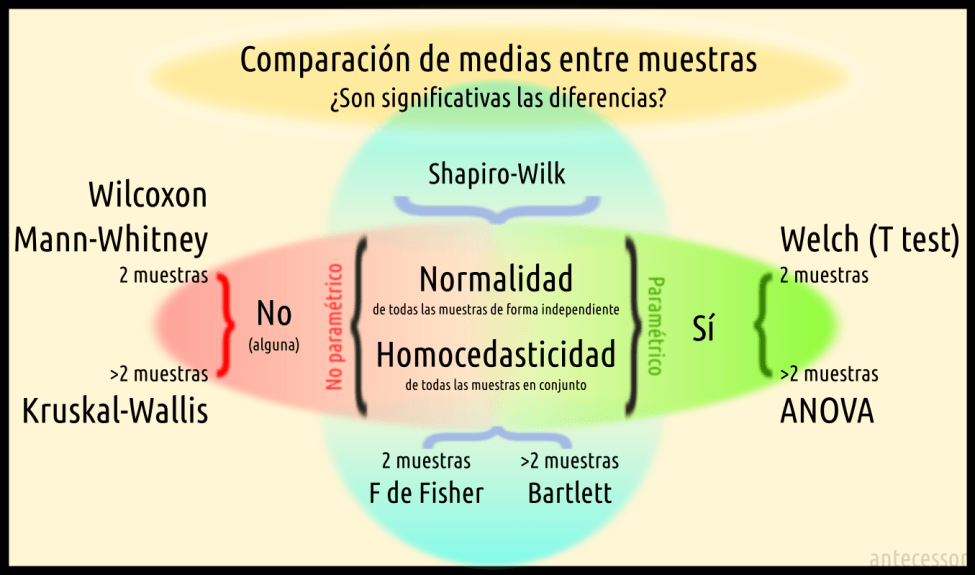 Comparación de medias entre muestras
¿Son significativas las diferencias?
Shapiro-Wilk
Wilcoxon
Mann-Whitney
2 muestras
No
(alguna)
>2 muestras
Kruskal-Wallis
No paramétrico
Normalidad
de todas las muestras de forma independiente
Homocedasticidad
de todas las muestras en conjunto
Paramétrico
Sí
Welch (T test)
2 muestras
>2 muestras
ANOVA
2 muestras
F de Fisher
>2 muestras
Bartlett
antecessor